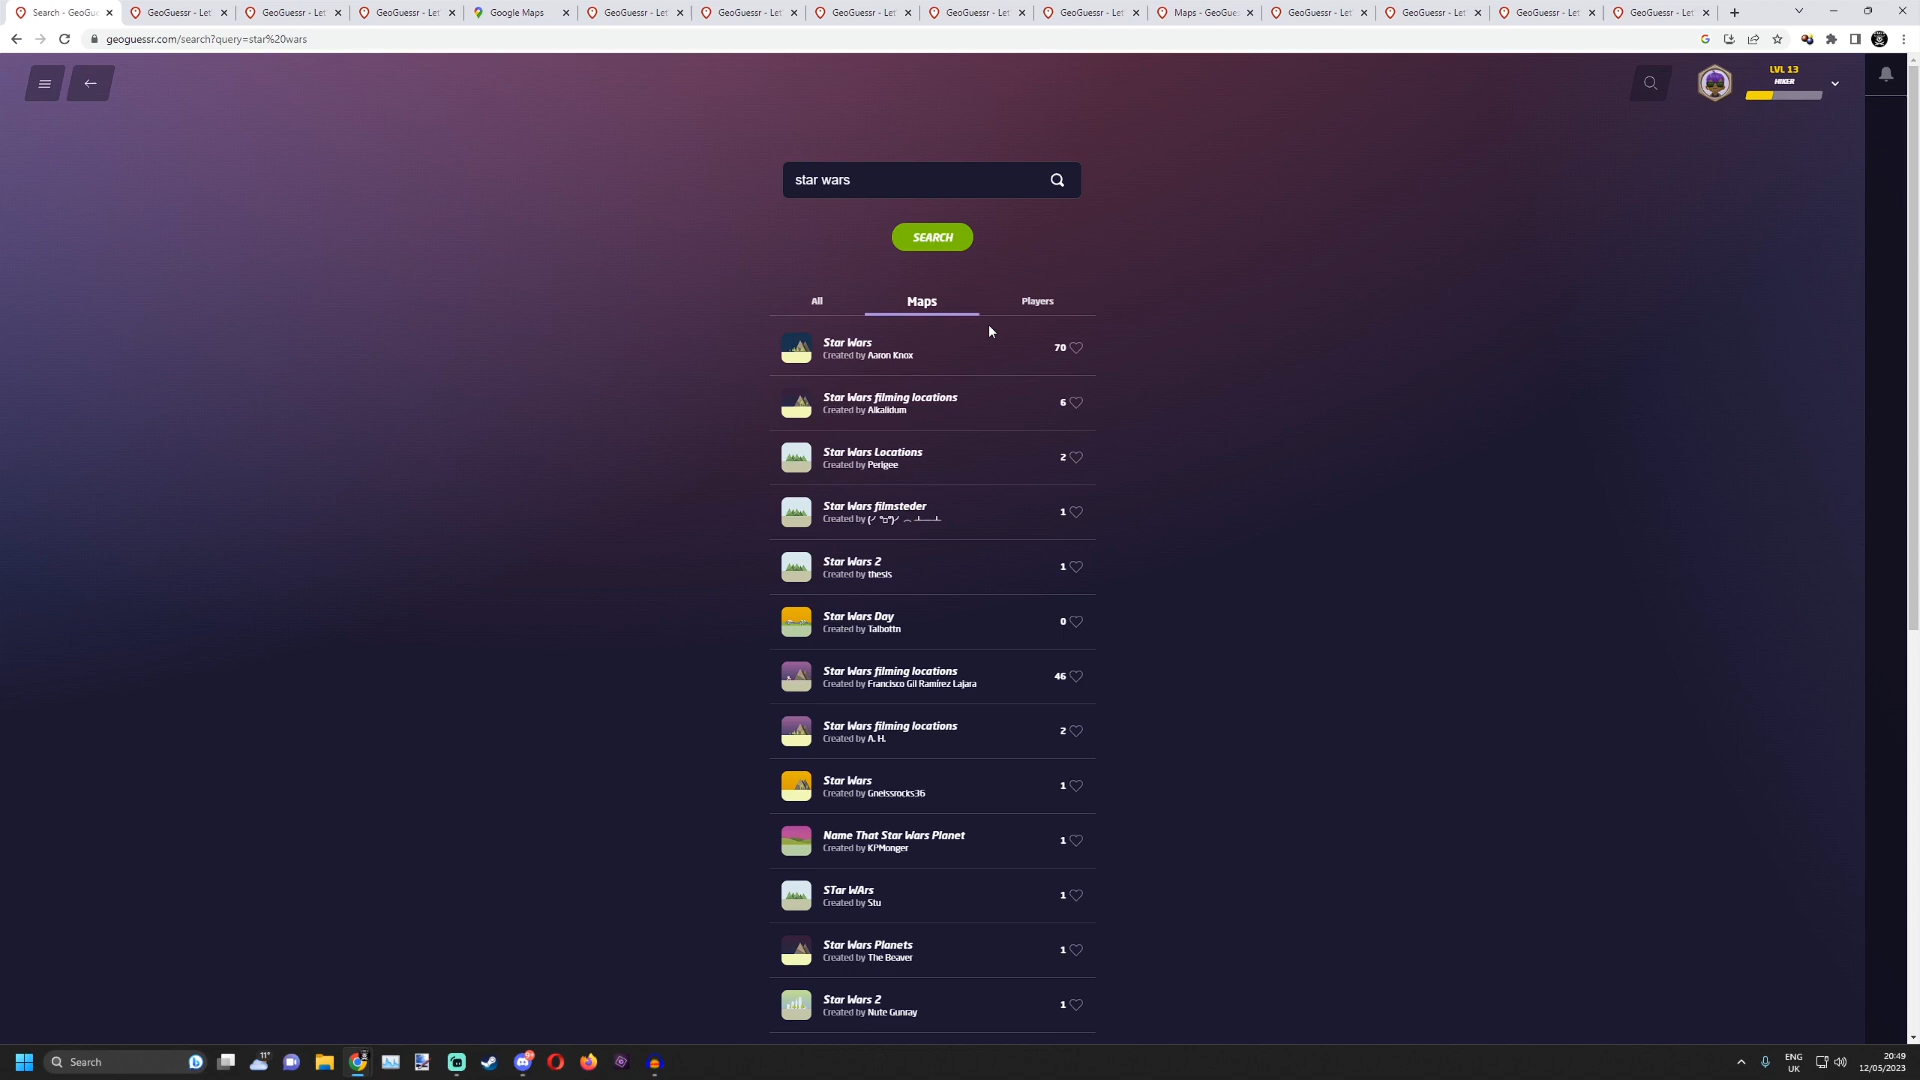 Search - GeoGue
GeoGuessr - Let
GeoGuessr - Let
GeoGuessr - Let
Google Maps
GeoGuessr - Let
GeoGuessr - Let
GeoGuessr - Let
GeoGuessr - Let
GeoGuessr - Let
Maps - GeoGues
GeoGuessr - Let
GeoGuessr - Let
GeoGuessr - Let
GeoGuessr - Let
geoguessr.com/search?query=star%20wars
LVL 13
HIKER
star wars
SEARCH
All Maps Players
Star Wars
Created by Aaron Knox
70
Star Wars filming locations
Created by Alkalidum
6
Star Wars Locations
Created by Perigee
2
Star Wars filmsteder
Created by
1
Star Wars 2
Created by thesis
1
Star Wars Day
Created by Talbottn
0
Star Wars filming locations
Created by Francisco Gil Ramírez Lajara
46
Star Wars filming locations
Created by A. H.
2
Star Wars
Created by Gneissrocks36
1
Name That Star Wars Planet
Created by KPMonger
1
STar WArs
Created by Stu
1
Star Wars Planets
Created by The Beaver
1
Star Wars 2
Created by Nute Gunray
1
Search
11°
ENG
UK
20:49
12/05/2023